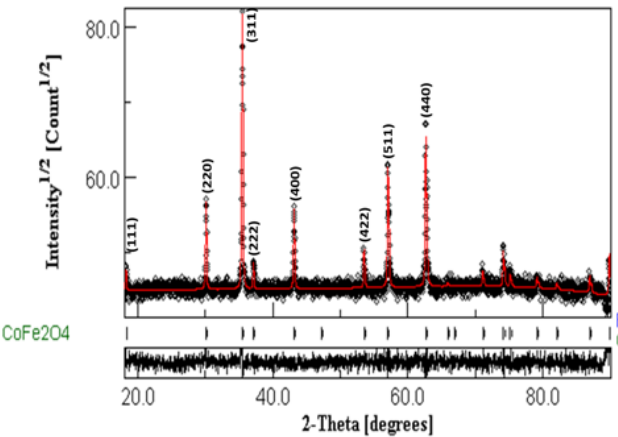 80.0
60.0
Intensity1/2 [Count1/2]
(111)
(220)
(311)
(222)
(400)
(422)
(511)
(440)
CoFe2O4
20.0 40.0 60.0 80.0
2-Theta [degrees]